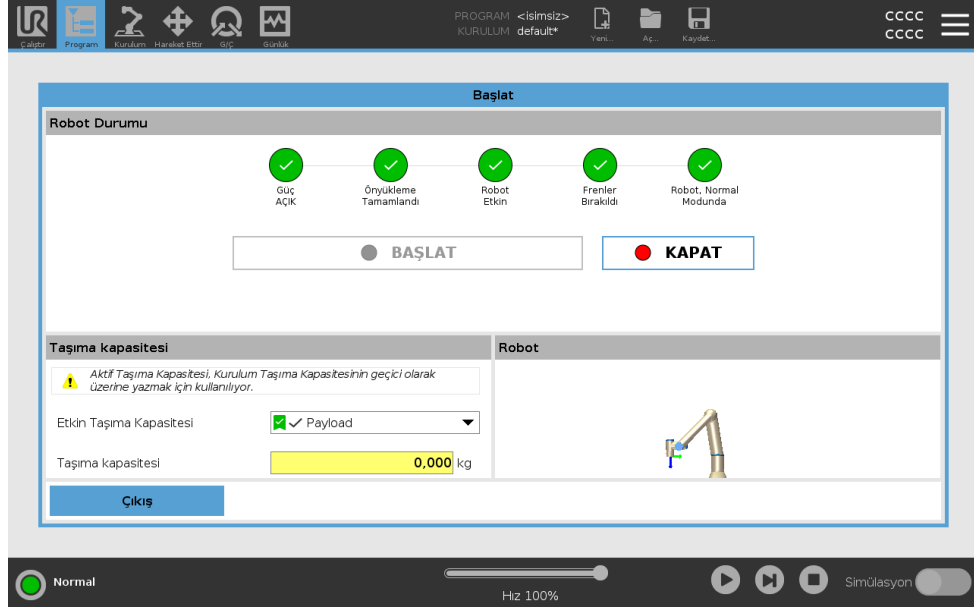 PROGRAM <isimsiz>
KURULUM default*
Çalıştır
Program
Kurulum
Hareket Ettir
G/Ç
Günlük
Yeni...
Aç...
Kaydet...
CCCC
CCCC
Başlat
Robot Durumu
Güç
AÇIK
Önyükleme
Tamamlandı
Robot
Etkin
Frenler
Bırakıldı
Robot, Normal
Modunda
BAŞLAT
KAPAT
Taşıma kapasitesi
Aktif Taşıma Kapasitesi, Kurulum Taşıma Kapasitesinin geçici olarak
üzerine yazmak için kullanılıyor.
Etkin Taşıma Kapasitesi
Payload
Taşıma kapasitesi
0,000 kg
Robot
Çıkış
Normal
Hız 100%
Simülasyon